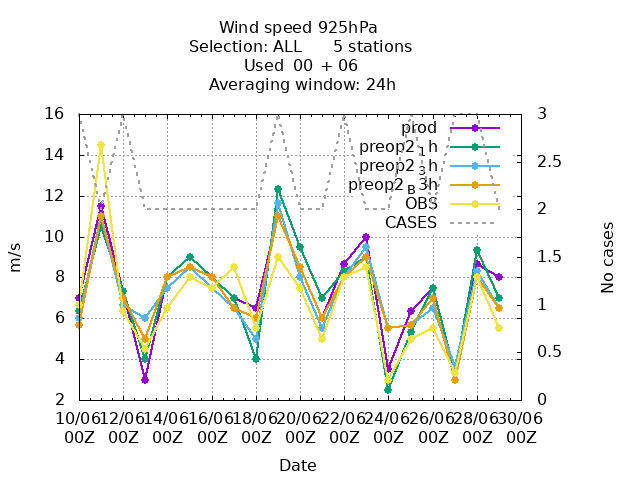 Wind speed 925hPa
Selection: ALL 5 stations
Used 00 + 06
Averaging window: 24h
16
14
12
10
8
6
4
2
m/s
3
2.5
2
1.5
1
0.5
0
No cases
prod
preop2_1h
preop2_3h
preop2_B3h
OBS
CASES
10/06 12/06 14/06 16/06 18/06 20/06 22/06 24/06 26/06 28/06 30/06
00Z 00Z 00Z 00Z 00Z 00Z 00Z 00Z 00Z 00Z 00Z
Date